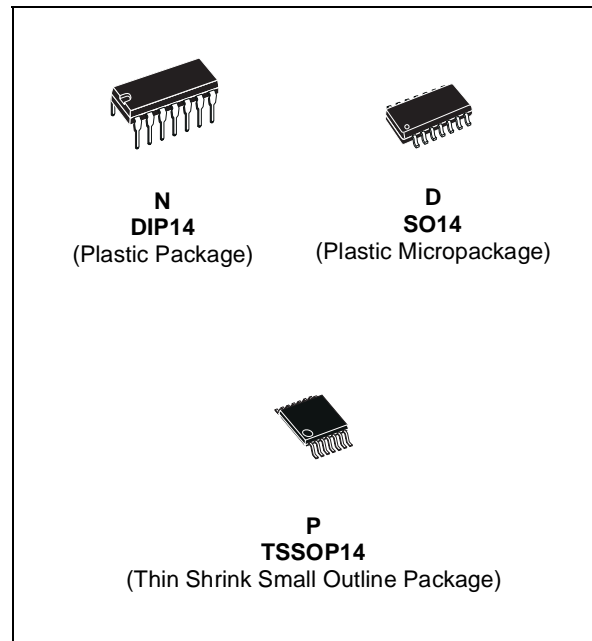 N
DIP14
(Plastic Package)
D
SO14
(Plastic Micropackage)
P
TSSOP14
(Thin Shrink Small Outline Package)